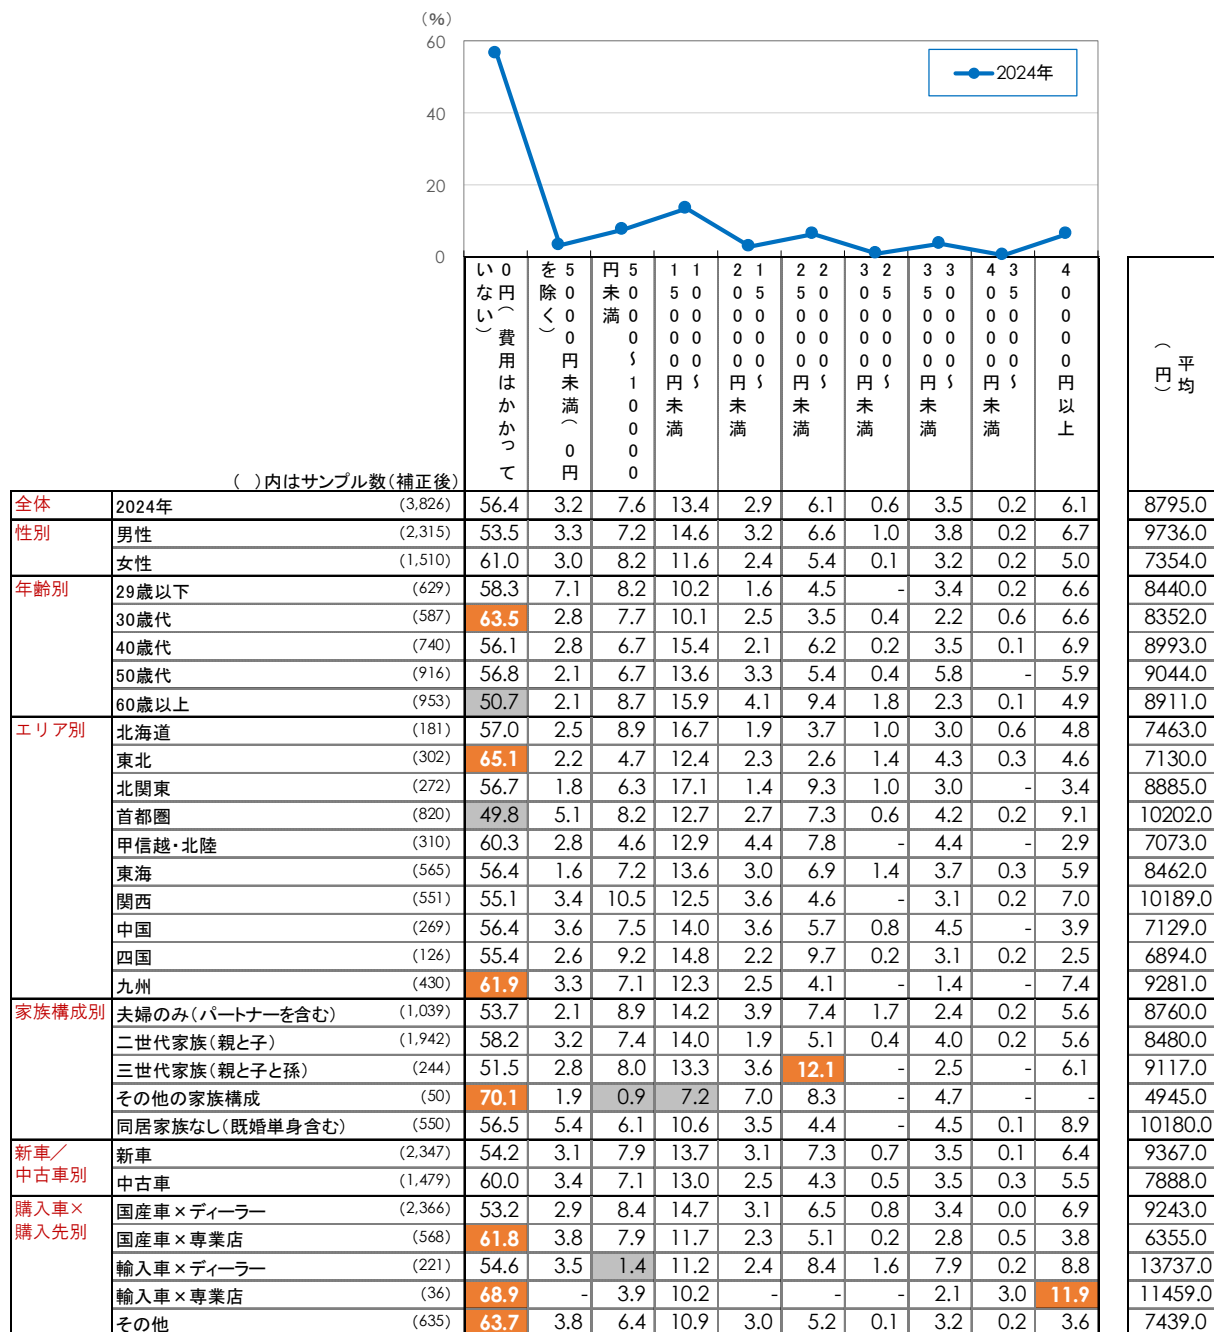 (%)
60
40
20
0
2024年
0円(費用はかかっていない)
5000円未満(0円を除く)
5000~10000円未満
10000~15000円未満
15000~20000円未満
20000~25000円未満
25000~30000円未満
30000~35000円未満
35000~40000円未満
40000円以上
平均(円)
( )内はサンプル数(補正後)
全体 2024年 (3,826) 56.4 3.2 7.6 13.4 2.9 6.1 0.6 3.5 0.2 6.1 8795.0
性別 男性 (2,315) 53.5 3.3 7.2 14.6 3.2 6.6 1.0 3.8 0.2 6.7 9736.0
女性 (1,510) 61.0 3.0 8.2 11.6 2.4 5.4 0.1 3.2 0.2 5.0 7354.0
年齢別 29歳以下 (629) 58.3 7.1 8.2 10.2 1.6 4.5 - 3.4 0.2 6.6 8440.0
30歳代 (587) 63.5 2.8 7.7 10.1 2.5 3.5 0.4 2.2 0.6 6.6 8352.0
40歳代 (740) 56.1 2.8 6.7 15.4 2.1 6.2 0.2 3.5 0.1 6.9 8993.0
50歳代 (916) 56.8 2.1 6.7 13.6 3.3 5.4 0.4 5.8 - 5.9 9044.0
60歳以上 (953) 50.7 2.1 8.7 15.9 4.1 9.4 1.8 2.3 0.1 4.9 8911.0
エリア別 北海道 (181) 57.0 2.5 8.9 16.7 1.9 3.7 1.0 3.0 0.6 4.8 7463.0
東北 (302) 65.1 2.2 4.7 12.4 2.3 2.6 1.4 4.3 0.3 4.6 7130.0
北関東 (272) 56.7 1.8 6.3 17.1 1.4 9.3 1.0 3.0 - 3.4 8885.0
首都圏 (820) 49.8 5.1 8.2 12.7 2.7 7.3 0.6 4.2 0.2 9.1 10202.0
甲信越・北陸 (310) 60.3 2.8 4.6 12.9 4.4 7.8 - 4.4 - 2.9 7073.0
東海 (565) 56.4 1.6 7.2 13.6 3.0 6.9 1.4 3.7 0.3 5.9 8462.0
関西 (551) 55.1 3.4 10.5 12.5 3.6 4.6 - 3.1 0.2 7.0 10189.0
中国 (269) 56.4 3.6 7.5 14.0 3.6 5.7 0.8 4.5 - 3.9 7129.0
四国 (126) 55.4 2.6 9.2 14.8 2.2 9.7 0.2 3.1 0.2 2.5 6894.0
九州 (430) 61.9 3.3 7.1 12.3 2.5 4.1 - 1.4 - 7.4 9281.0
家族構成別 夫婦のみ(パートナーを含む) (1,039) 53.7 2.1 8.9 14.2 3.9 7.4 1.7 2.4 0.2 5.6 8760.0
二世代家族(親と子) (1,942) 58.2 3.2 7.4 14.0 1.9 5.1 0.4 4.0 0.2 5.6 8480.0
三世代家族(親と子と孫) (244) 51.5 2.8 8.0 13.3 3.6 12.1 - 2.5 - 6.1 9117.0
その他の家族構成 (50) 70.1 1.9 0.9 7.2 7.0 8.3 - 4.7 - - 4945.0
同居家族なし(既婚単身含む) (550) 56.5 5.4 6.1 10.6 3.5 4.4 - 4.5 0.1 8.9 10180.0
新車/中古車別 新車 (2,347) 54.2 3.1 7.9 13.7 3.1 7.3 0.7 3.5 0.1 6.4 9367.0
中古車 (1,479) 60.0 3.4 7.1 13.0 2.5 4.3 0.5 3.5 0.3 5.5 7888.0
購入車×購入先別 国産車×ディーラー (2,366) 53.2 2.9 8.4 14.7 3.1 6.5 0.8 3.4 0.0 6.9 9243.0
国産車×専業店 (568) 61.8 3.8 7.9 11.7 2.3 5.1 0.2 2.8 0.5 3.8 6355.0
輸入車×ディーラー (221) 54.6 3.5 1.4 11.2 2.4 8.4 1.6 7.9 0.2 8.8 13737.0
輸入車×専業店 (36) 68.9 - 3.9 10.2 - - - 2.1 3.0 11.9 11459.0
その他 (635) 63.7 3.8 6.4 10.9 3.0 5.2 0.1 3.2 0.2 3.6 7439.0